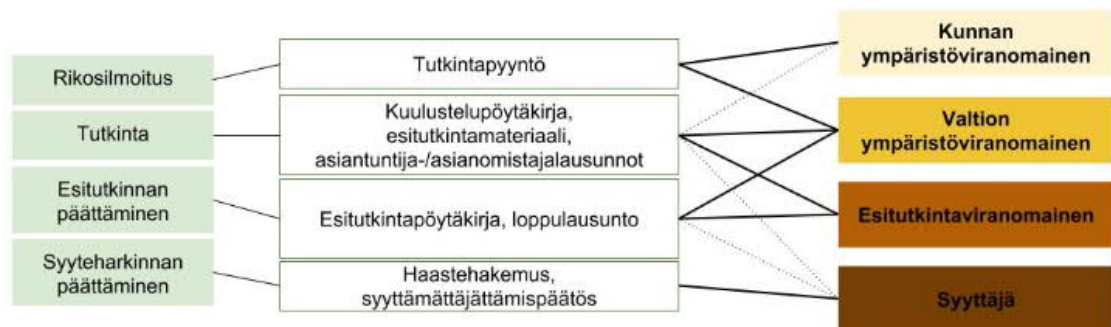 Rikosilmoitus
Tutkinta
Esitutkinnan
päättäminen
Syyteharkinnan
päättäminen
Tutkintapyyntö
Kuulustelupöytäkirja,
esitutkintamateriaali,
asiantuntija-/asianomistajalausunnot
Esitutkintapöytäkirja, loppulausunto
Haastehakemus,
syyttämättäjättämispäätös
Kunnan
ympäristöviranomainen
Valtion
ympäristöviranomainen
Esitutkintaviranomainen
Syyttäjä